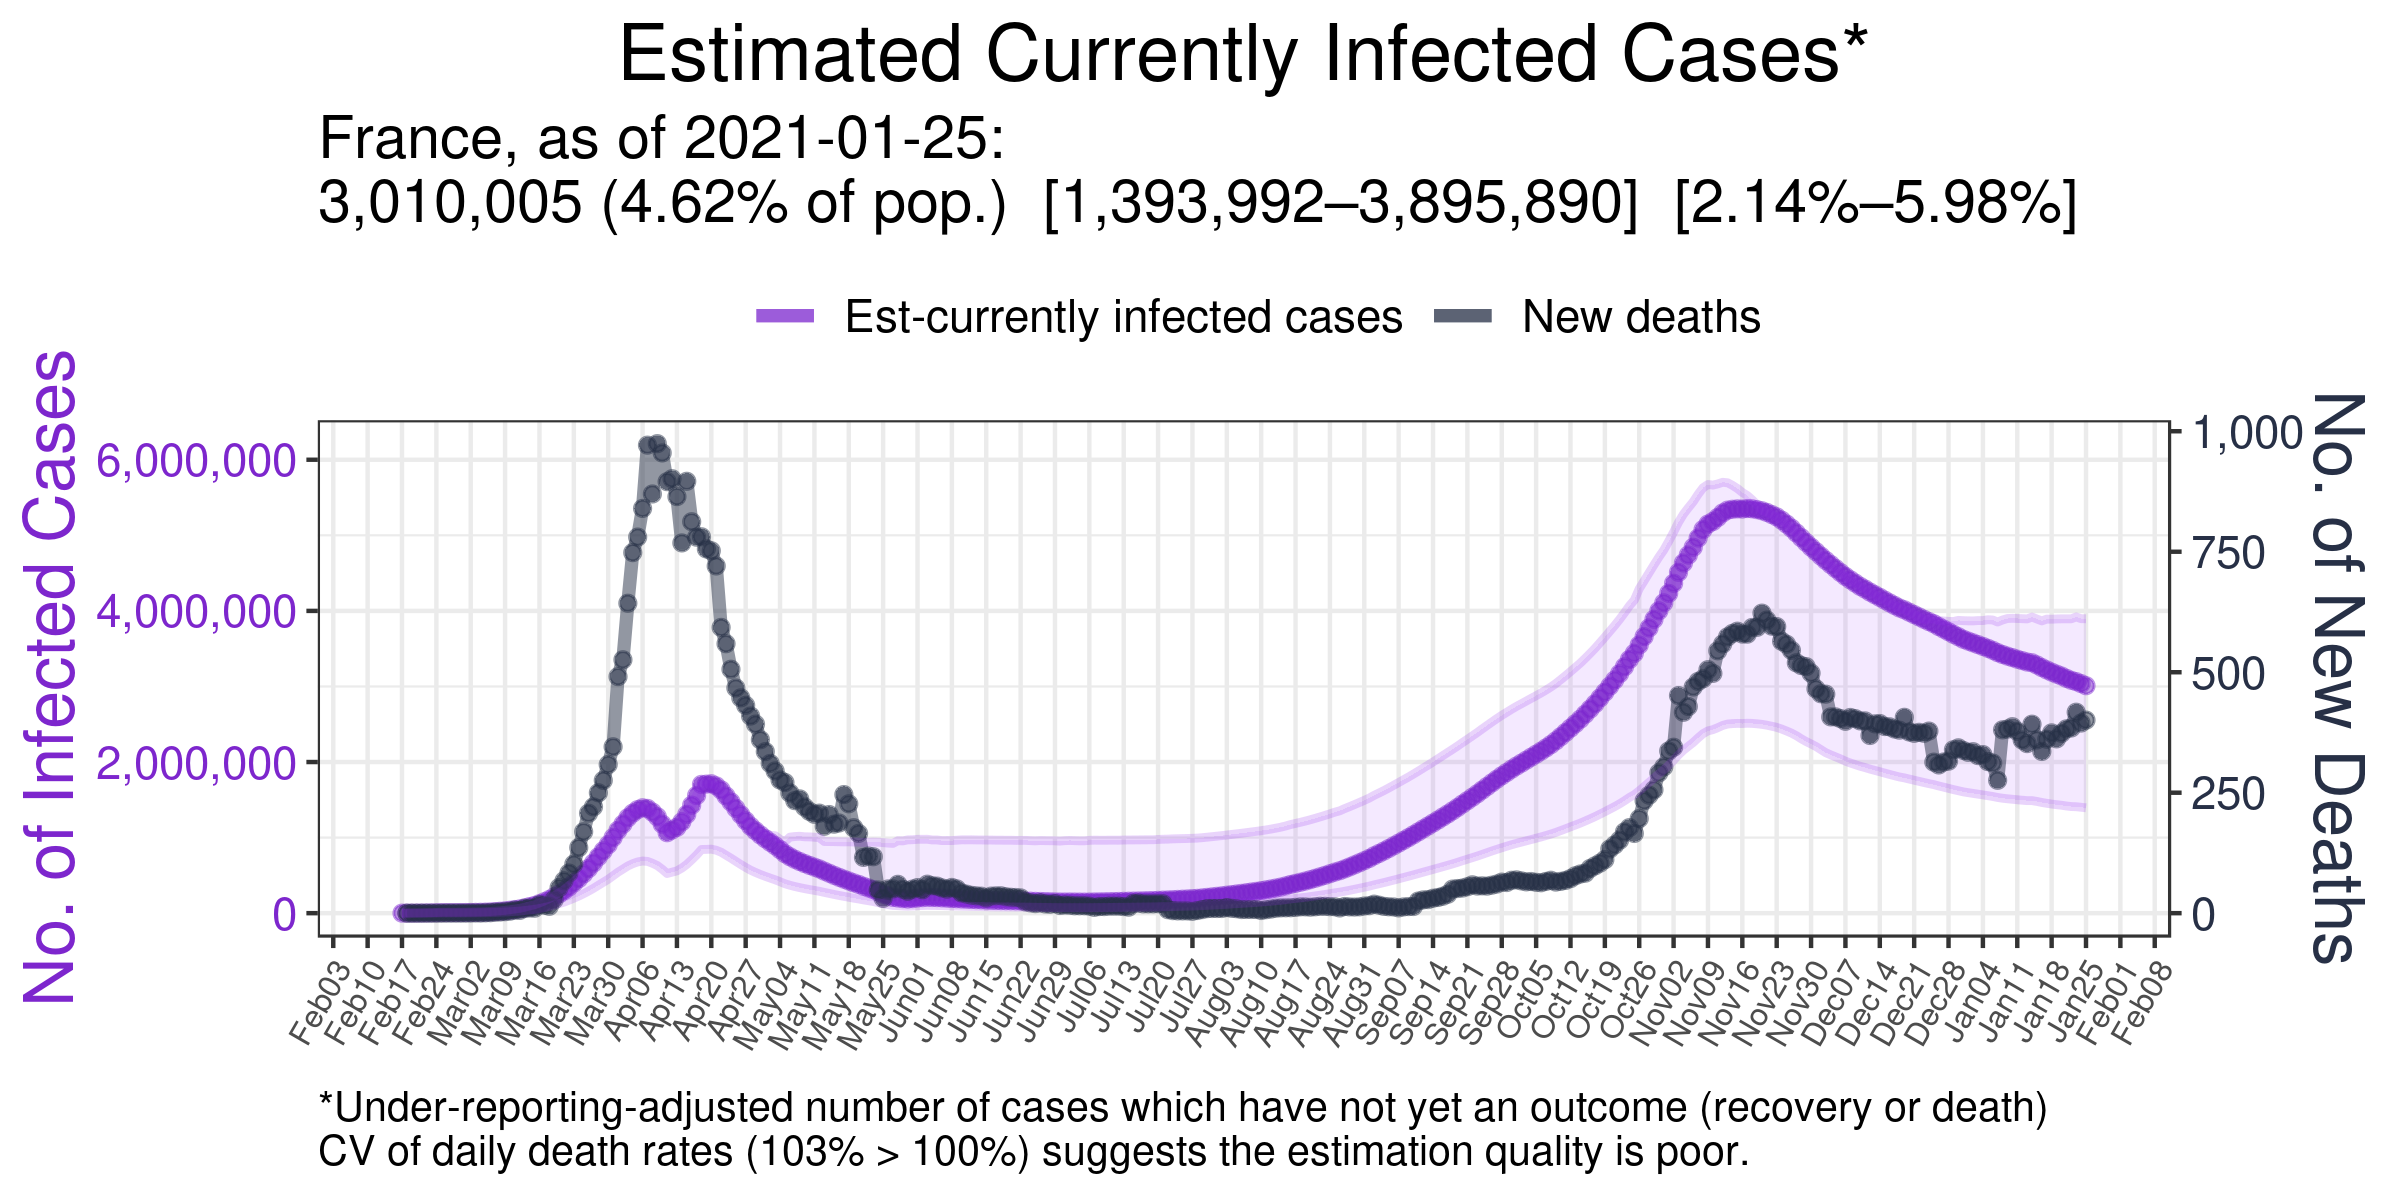 Estimated Currently Infected Cases*
France, as of 2021-01-25:
3,010,005 (4.62% of pop.) [1,393,992–3,895,890] [2.14%–5.98%]
Est-currently infected cases New deaths
No. of Infected Cases
6,000,000
4,000,000
2,000,000
0
1,000
750
500
250
0
No. of New Deaths
Feb03 Feb10 Feb17 Feb24 Mar02 Mar09 Mar16 Mar23 Mar30 Apr06 Apr13 Apr20 Apr27 May04 May11 May18 May25 Jun01 Jun08 Jun15 Jun22 Jun29 Jul06 Jul13 Jul20 Jul27 Aug03 Aug10 Aug17 Aug24 Aug31 Sep07 Sep14 Sep21 Sep28 Oct05 Oct12 Oct19 Oct26 Nov02 Nov09 Nov16 Nov23 Nov30 Dec07 Dec14 Dec21 Dec28 Jan04 Jan11 Jan18 Jan25 Feb01 Feb08
*Under-reporting-adjusted number of cases which have not yet an outcome (recovery or death)
CV of daily death rates (103% > 100%) suggests the estimation quality is poor.